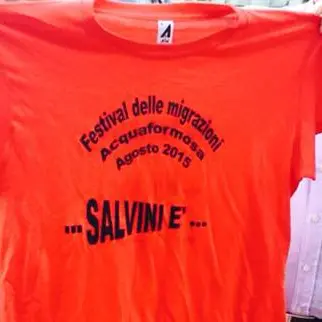 Festival delle migrazioni
Acquaformosa
Agosto 2015
... SALVINI E' ...